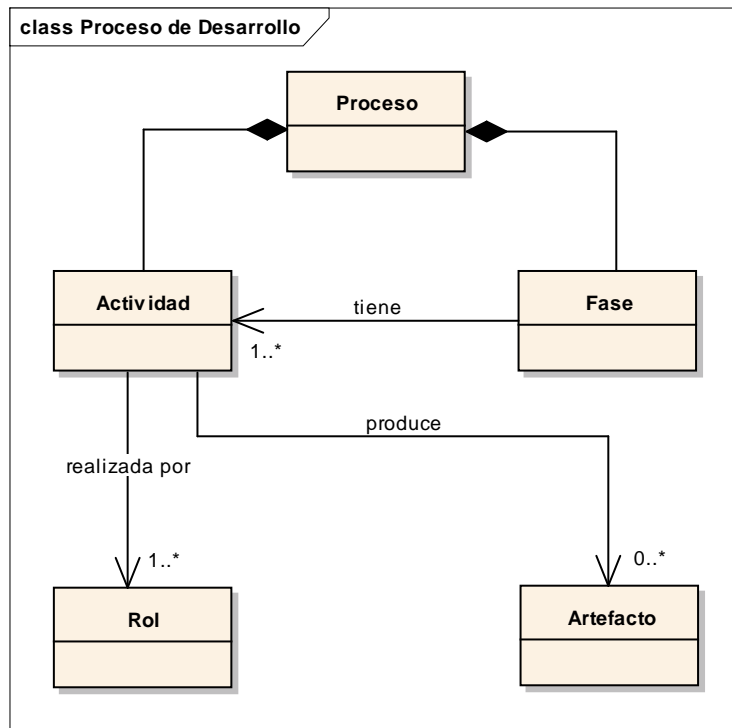 class Proceso de Desarrollo
Proceso
Actividad
Fase
tiene
1..*
produce
realizada por
1..*
0..*
Rol
Artefacto